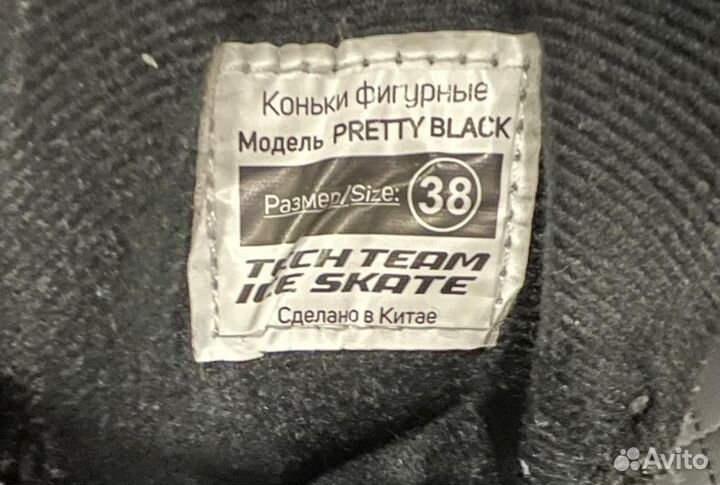 Коньки фигурные
Модель PRETTY BLACK
Размер/Size: 38
TECH TEAM
ICE SKATE
Сделано в Китае
Avito